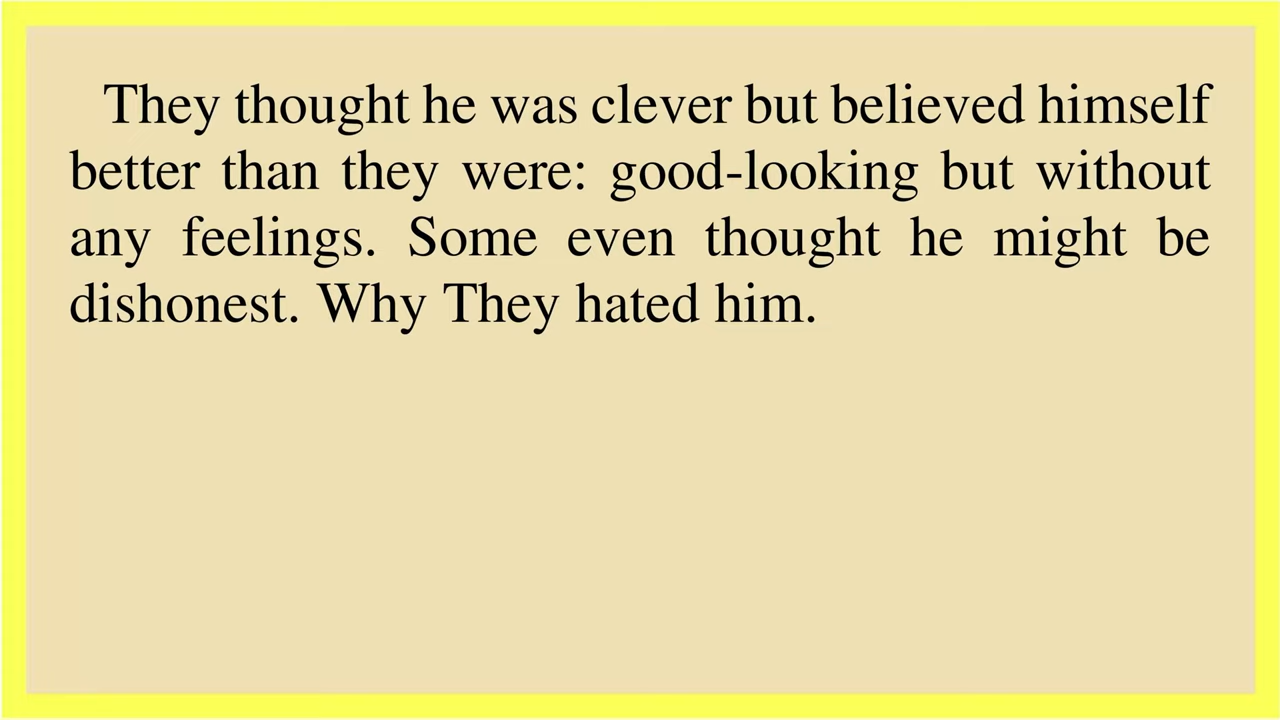 They thought he was clever but believed himself
better than they were: good-looking but without
any feelings. Some even thought he might be
dishonest. Why They hated him.